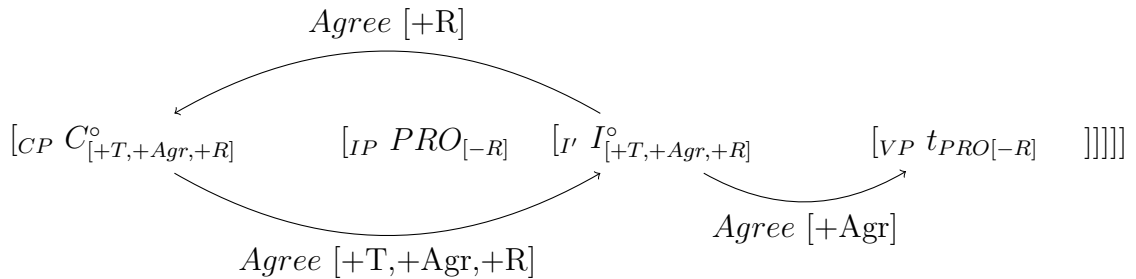 Agree [+R]
[CP C°[+T,+Agr,+R] [IP PRO[−R] [I′ I°[+T,+Agr,+R] [VP tPRO[−R] ]]]]]
Agree [+Agr]
Agree [+T,+Agr,+R]